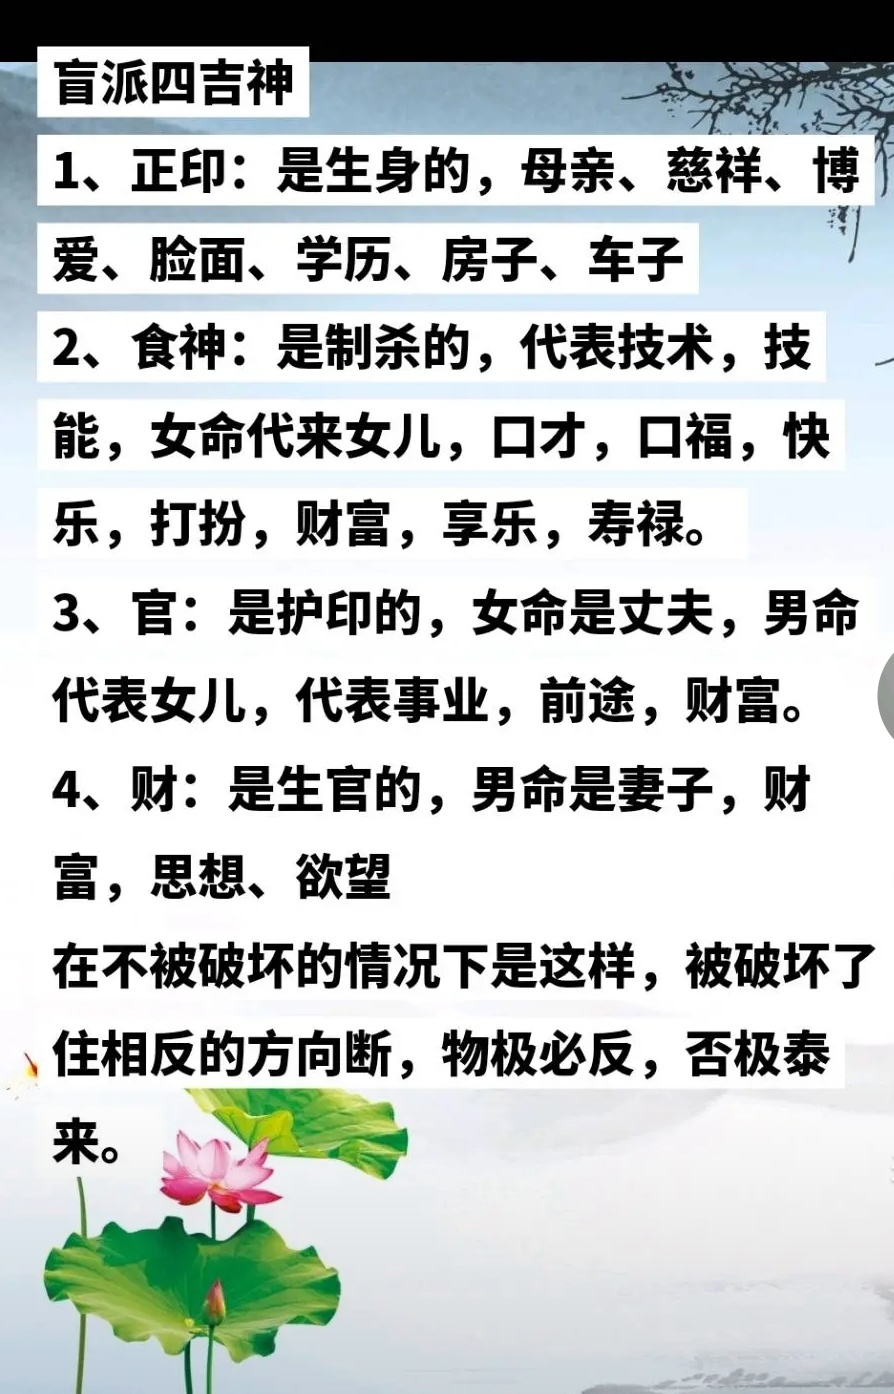 盲派四吉神
1、正印：是生身的，母亲、慈祥、博
爱、脸面、学历、房子、车子
2、食神：是制杀的，代表技术，技
能，女命代来女儿，口才，口福，快
乐，打扮，财富，享乐，寿禄。
3、官：是护印的，女命是丈夫，男命
代表女儿，代表事业，前途，财富。
4、财：是生官的，男命是妻子，财
富，思想、欲望
在不被破坏的情况下是这样，被破坏了
住相反的方向断，物极必反，否极泰
来。